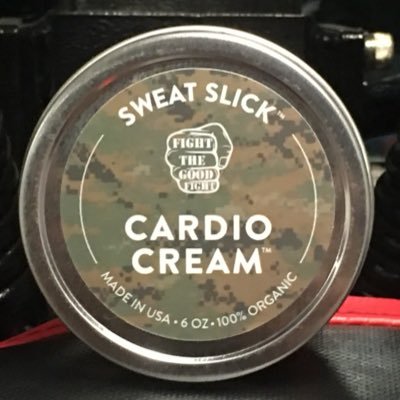 SWEAT SLICK™
FIGHT
THE
GOOD
FIGHT
CARDIO
CREAM™
MADE IN USA • 6 OZ • 100% ORGANIC